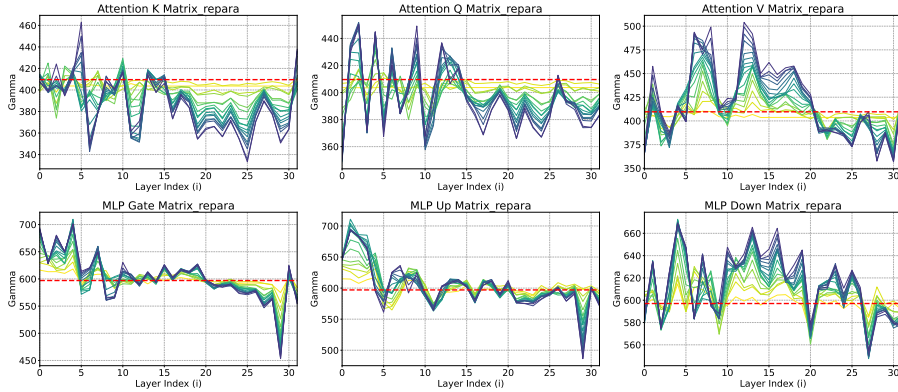 Attention K Matrix_repara
Gamma
460
440
420
400
380
360
340
0 5 10 15 20 25 30
Layer Index (i)
Attention Q Matrix_repara
Gamma
440
420
400
380
360
0 5 10 15 20 25 30
Layer Index (i)
Attention V Matrix_repara
Gamma
500
475
450
425
400
375
350
0 5 10 15 20 25 30
Layer Index (i)
MLP Gate Matrix_repara
Gamma
700
650
600
550
500
450
0 5 10 15 20 25 30
Layer Index (i)
MLP Up Matrix_repara
Gamma
700
650
600
550
500
0 5 10 15 20 25 30
Layer Index (i)
MLP Down Matrix_repara
Gamma
660
640
620
600
580
560
0 5 10 15 20 25 30
Layer Index (i)